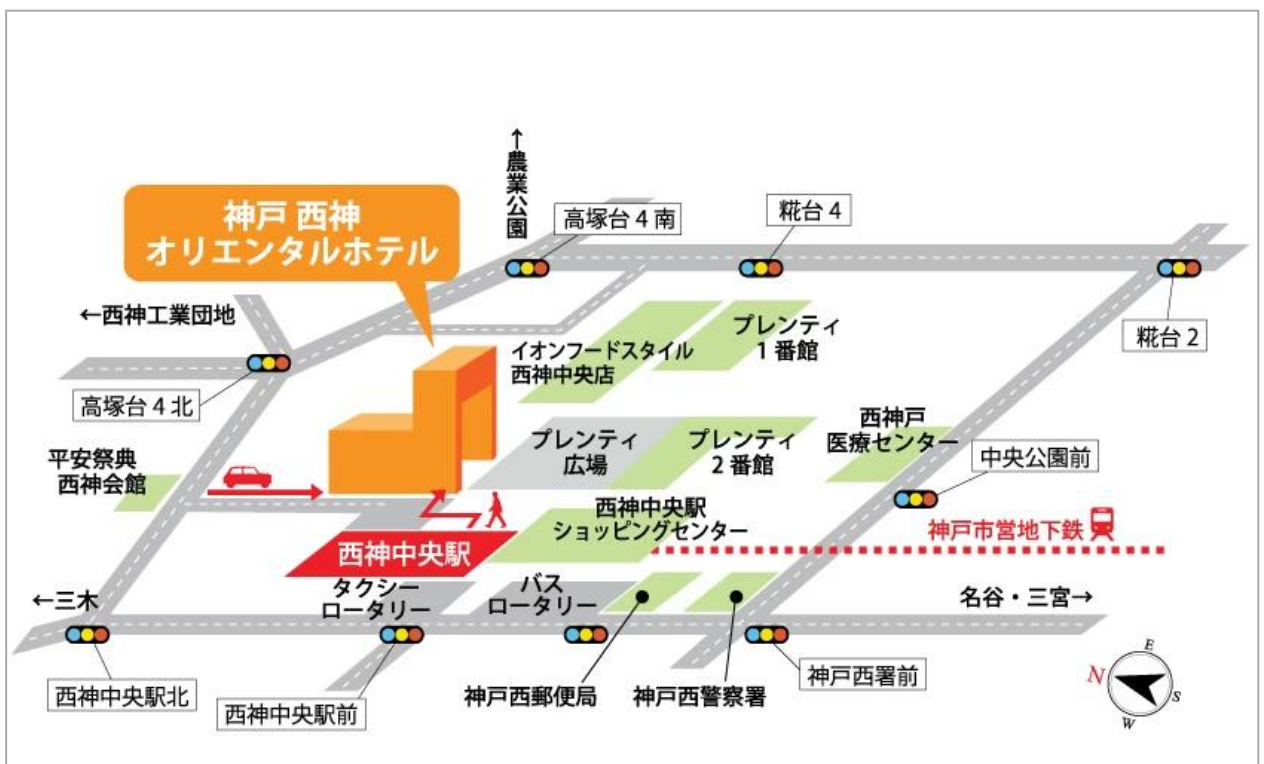 ↑農業公園
神戸 西神
オリエンタルホテル
高塚台4南
糀台4
←西神工業団地
プレンティ
1番館
糀台2
イオンフードスタイル
西神中央店
高塚台4北
平安祭典
西神会館
プレンティ
広場
プレンティ
2番館
西神戸
医療センター
中央公園前
西神中央駅
ショッピングセンター
神戸市営地下鉄
西神中央駅
タクシー
ロータリー
バス
ロータリー
←三木
名谷・三宮→
西神中央駅北
西神中央駅前
神戸西郵便局
神戸西警察署
神戸西署前
N
E
S
W